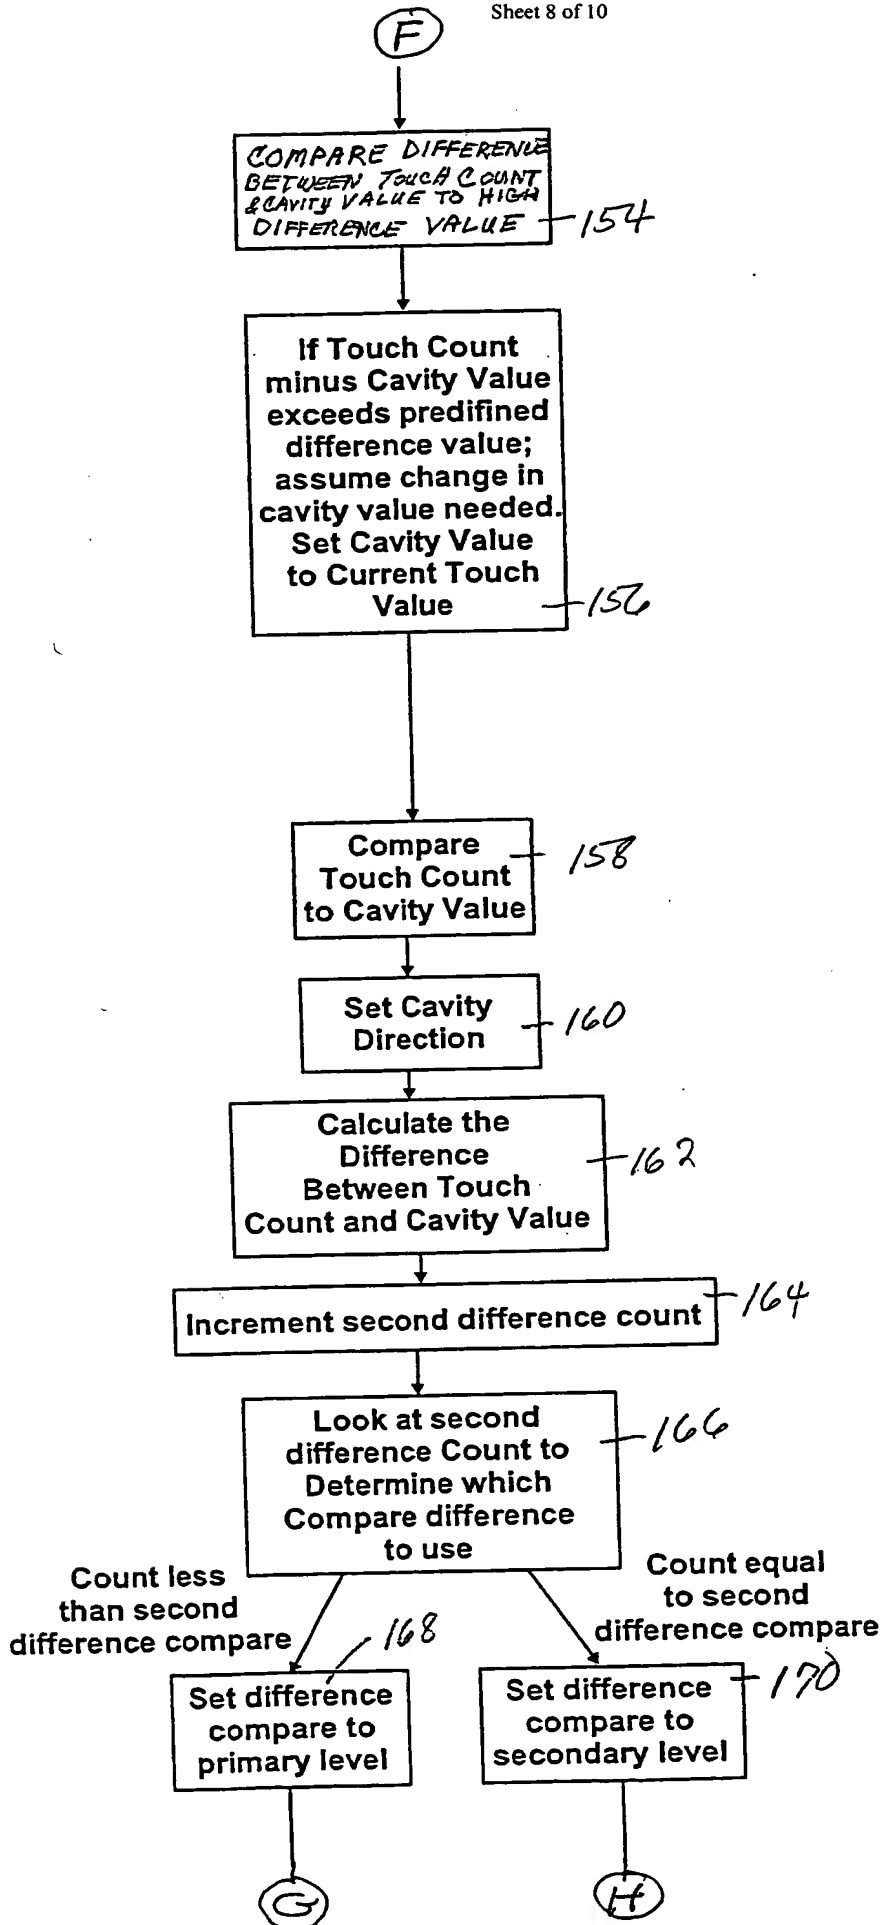 Sheet 8 of 10
F
COMPARE DIFFERENCE
BETWEEN TOUCH COUNT
& CAVITY VALUE TO HIGH
DIFFERENCE VALUE
154
If Touch Count
minus Cavity Value
exceeds predifined
difference value;
assume change in
cavity value needed.
Set Cavity Value
to Current Touch
Value
156
Compare
Touch Count
to Cavity Value
158
Set Cavity
Direction
160
Calculate the
Difference
Between Touch
Count and Cavity Value
162
Increment second difference count
164
Look at second
difference Count to
Determine which
Compare difference
to use
166
Count less
than second
difference compare
Count equal
to second
difference compare
168
Set difference
compare to
primary level
170
Set difference
compare to
secondary level
G
H